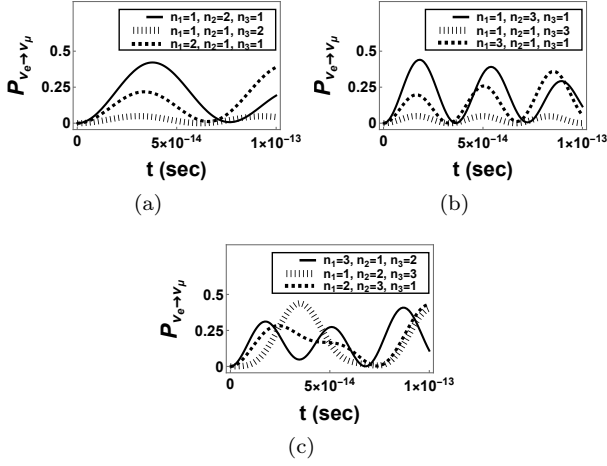 n₁=1, n₂=2, n₃=1
n₁=1, n₂=1, n₃=2
n₁=2, n₂=1, n₃=1
0.5
0.25
0
P_{νe→νμ}
0
5×10⁻¹⁴
1×10⁻¹³
t (sec)
(a)
n₁=1, n₂=3, n₃=1
n₁=1, n₂=1, n₃=3
n₁=3, n₂=1, n₃=1
0.5
0.25
0
P_{νe→νμ}
0
5×10⁻¹⁴
1×10⁻¹³
t (sec)
(b)
n₁=3, n₂=1, n₃=2
n₁=1, n₂=2, n₃=3
n₁=2, n₂=3, n₃=1
0.5
0.25
0
P_{νe→νμ}
0
5×10⁻¹⁴
1×10⁻¹³
t (sec)
(c)